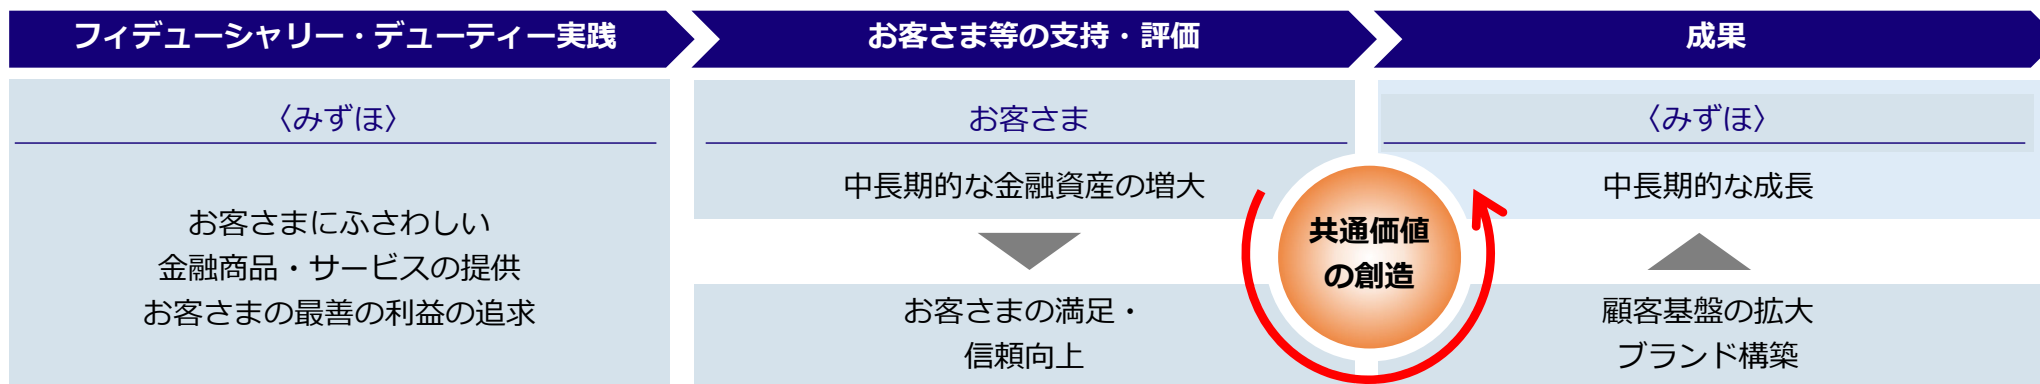 フィデューシャリー・デューティー実践
お客さま等の支持・評価
成果
〈みずほ〉
お客さまにふさわしい
金融商品・サービスの提供
お客さまの最善の利益の追求
お客さま
中長期的な金融資産の増大
お客さまの満足・
信頼向上
共通価値
の創造
〈みずほ〉
中長期的な成長
顧客基盤の拡大
ブランド構築